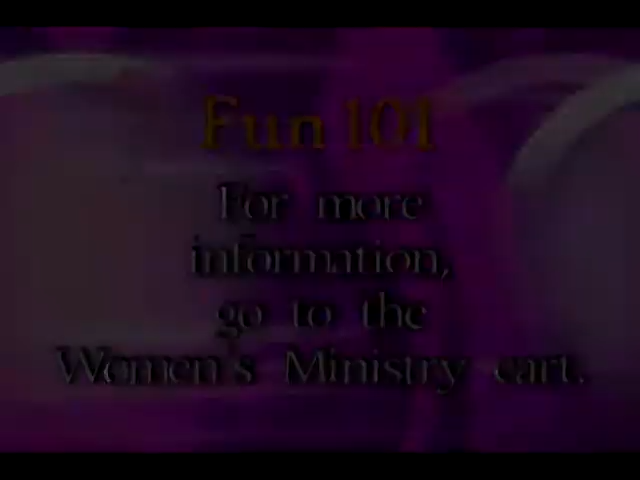 Fun 101
For more
information,
go to the
Women's Ministry cart.